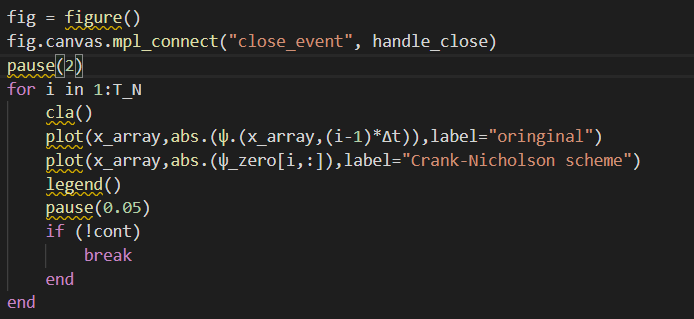 fig = figure()
fig.canvas.mpl_connect("close_event", handle_close)
pause(2)
for i in 1:T_N
    cla()
    plot(x_array,abs.(ψ.(x_array,(i-1)*Δt)),label="oringinal")
    plot(x_array,abs.(ψ_zero[i,:]),label="Crank-Nicholson scheme")
    legend()
    pause(0.05)
    if (!cont)
        break
    end
end